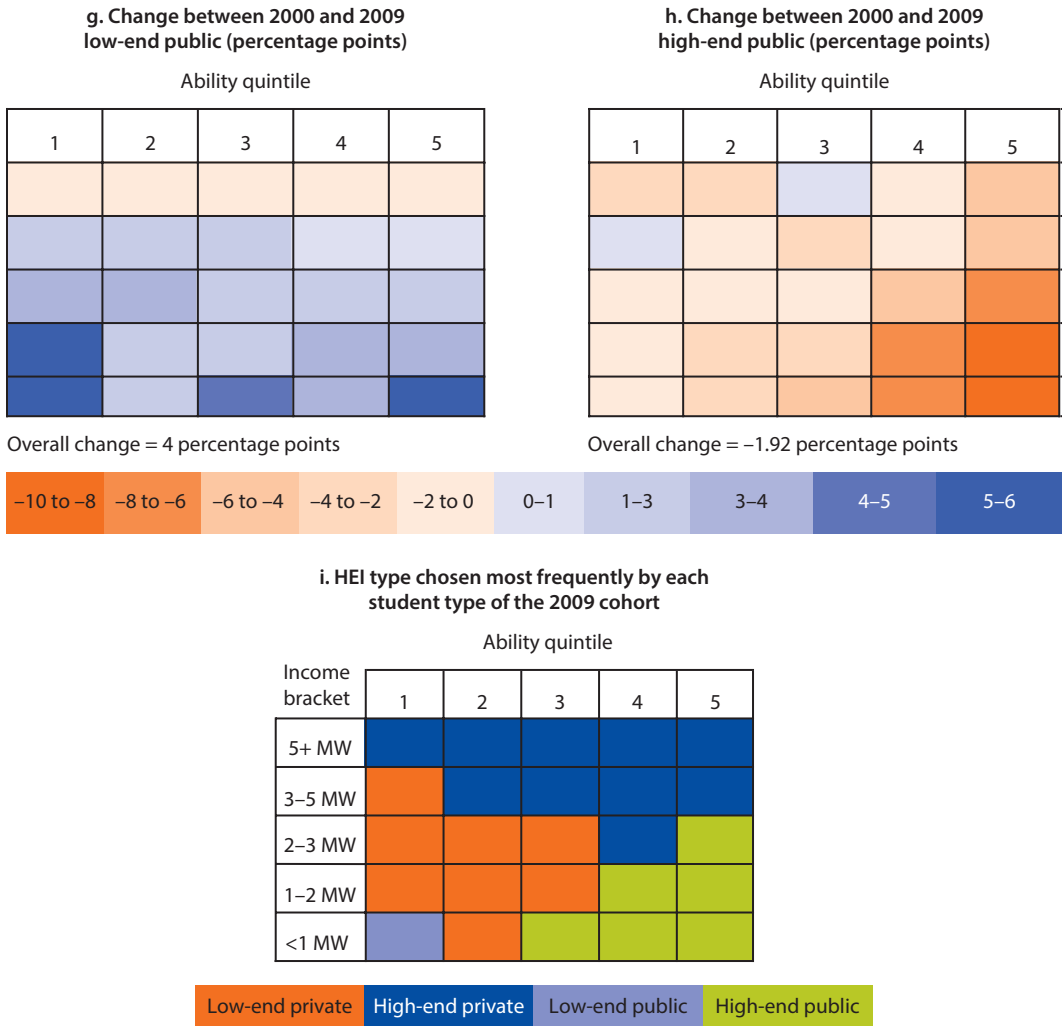 g. Change between 2000 and 2009
low-end public (percentage points)
Ability quintile
1 2 3 4 5
Overall change = 4 percentage points
h. Change between 2000 and 2009
high-end public (percentage points)
Ability quintile
1 2 3 4 5
Overall change = –1.92 percentage points
–10 to –8 –8 to –6 –6 to –4 –4 to –2 –2 to 0 0–1 1–3 3–4 4–5 5–6
i. HEI type chosen most frequently by each
student type of the 2009 cohort
Ability quintile
Income
bracket 1 2 3 4 5
5+ MW
3–5 MW
2–3 MW
1–2 MW
<1 MW
Low-end private High-end private Low-end public High-end public